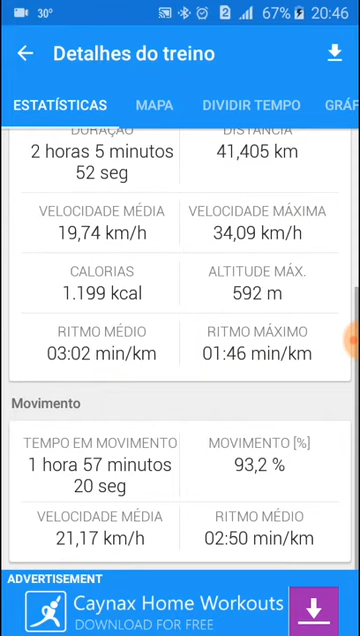 30° 2 67% 20:46
Detalhes do treino
ESTATÍSTICAS MAPA DIVIDIR TEMPO GRÁF
DURAÇÃO DISTÂNCIA
2 horas 5 minutos 41,405 km
52 seg
VELOCIDADE MÉDIA VELOCIDADE MÁXIMA
19,74 km/h 34,09 km/h
CALORIAS ALTITUDE MÁX.
1.199 kcal 592 m
RITMO MÉDIO RITMO MÁXIMO
03:02 min/km 01:46 min/km
Movimento
TEMPO EM MOVIMENTO MOVIMENTO [%]
1 hora 57 minutos 93,2 %
20 seg
VELOCIDADE MÉDIA RITMO MÉDIO
21,17 km/h 02:50 min/km
ADVERTISEMENT
Caynax Home Workouts
DOWNLOAD FOR FREE